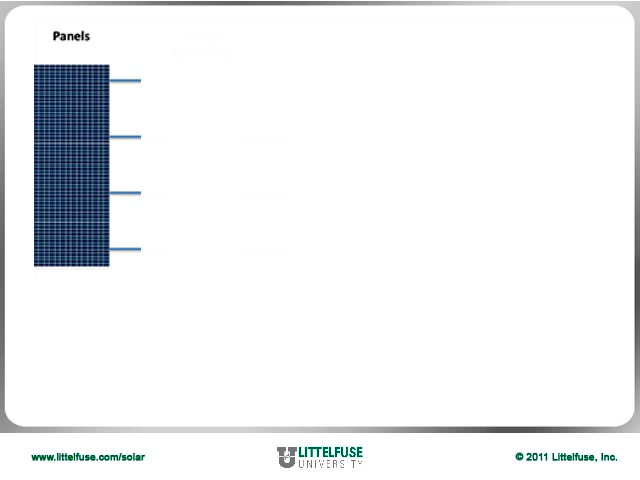 Panels
www.littelfuse.com/solar
LITTELFUSE
UNIVERSITY
© 2011 Littelfuse, Inc.